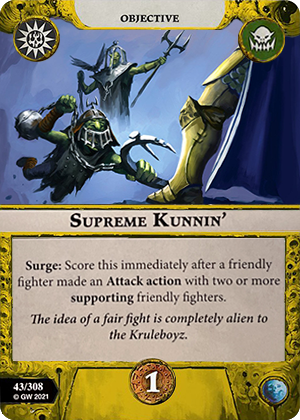 OBJECTIVE
SUPREME KUNNIN'
Surge: Score this immediately after a friendly
fighter made an Attack action with two or more
supporting friendly fighters.
The idea of a fair fight is completely alien to
the Kruleboyz.
43/308
© GW 2021
1